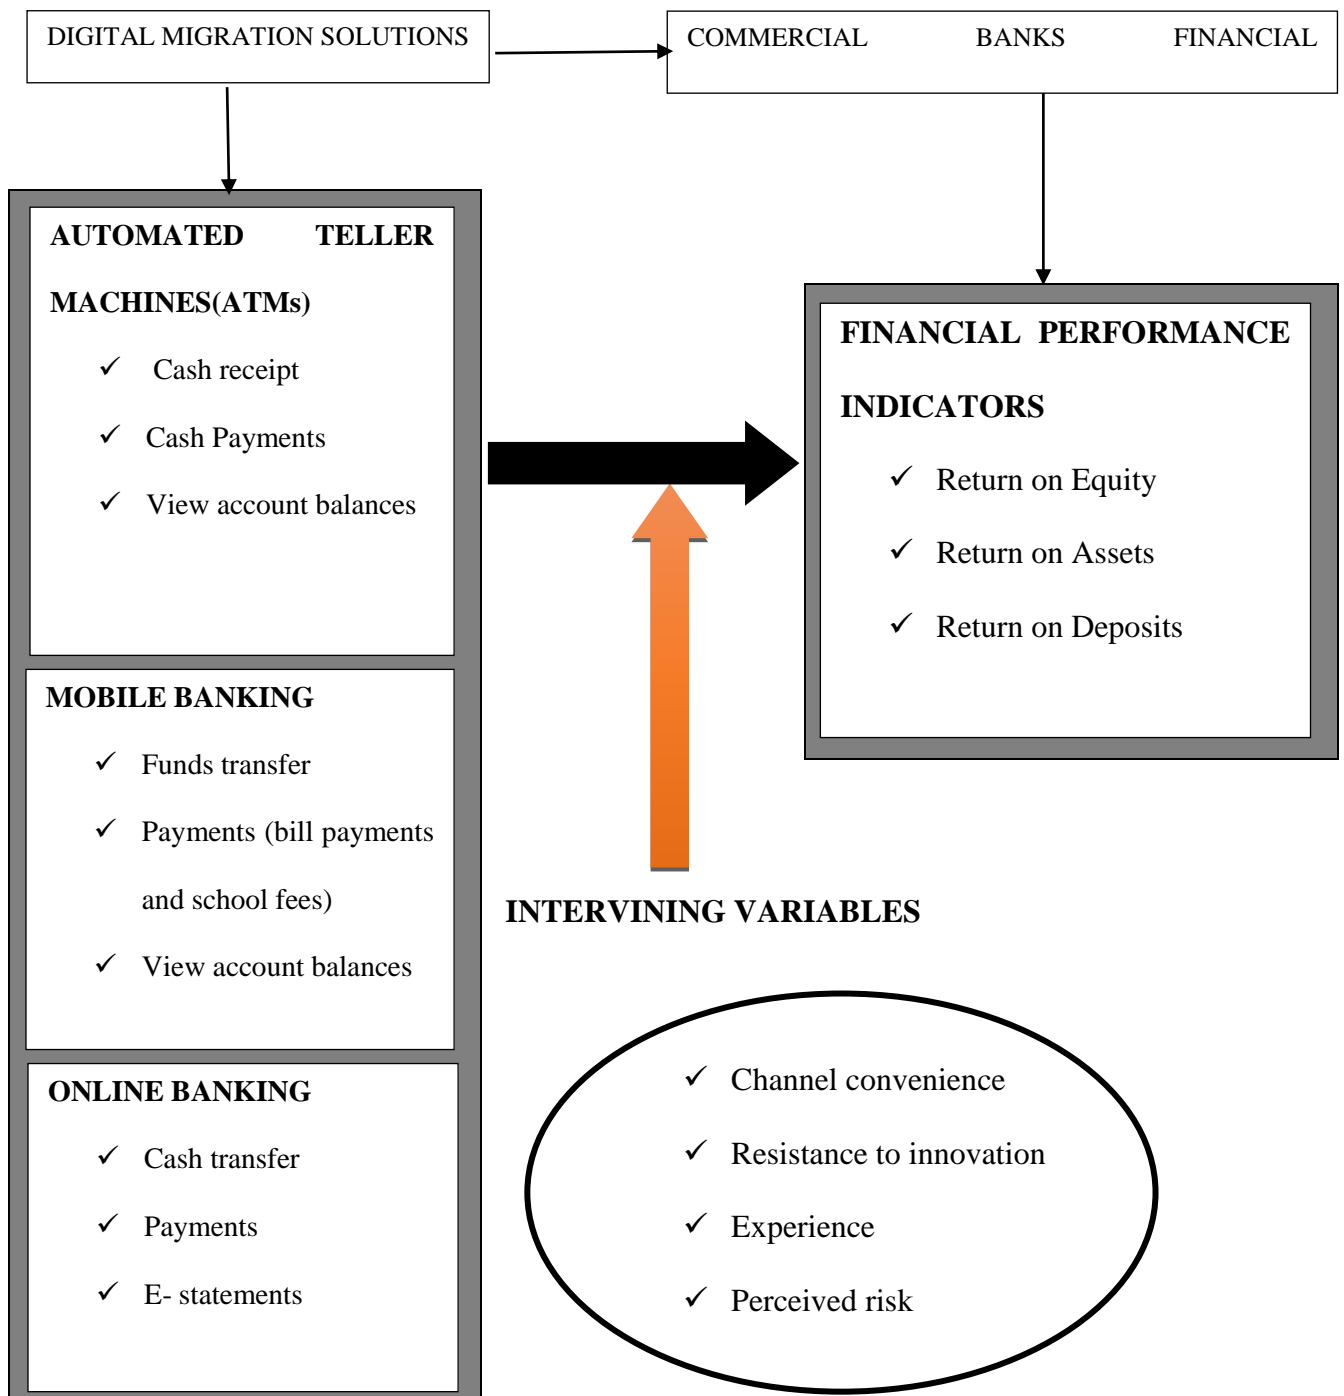 DIGITAL MIGRATION SOLUTIONS
COMMERCIAL BANKS FINANCIAL
AUTOMATED TELLER
MACHINES(ATMs)
✓ Cash receipt
✓ Cash Payments
✓ View account balances
MOBILE BANKING
✓ Funds transfer
✓ Payments (bill payments
and school fees)
✓ View account balances
ONLINE BANKING
✓ Cash transfer
✓ Payments
✓ E- statements
FINANCIAL PERFORMANCE
INDICATORS
✓ Return on Equity
✓ Return on Assets
✓ Return on Deposits
INTERVINING VARIABLES
✓ Channel convenience
✓ Resistance to innovation
✓ Experience
✓ Perceived risk